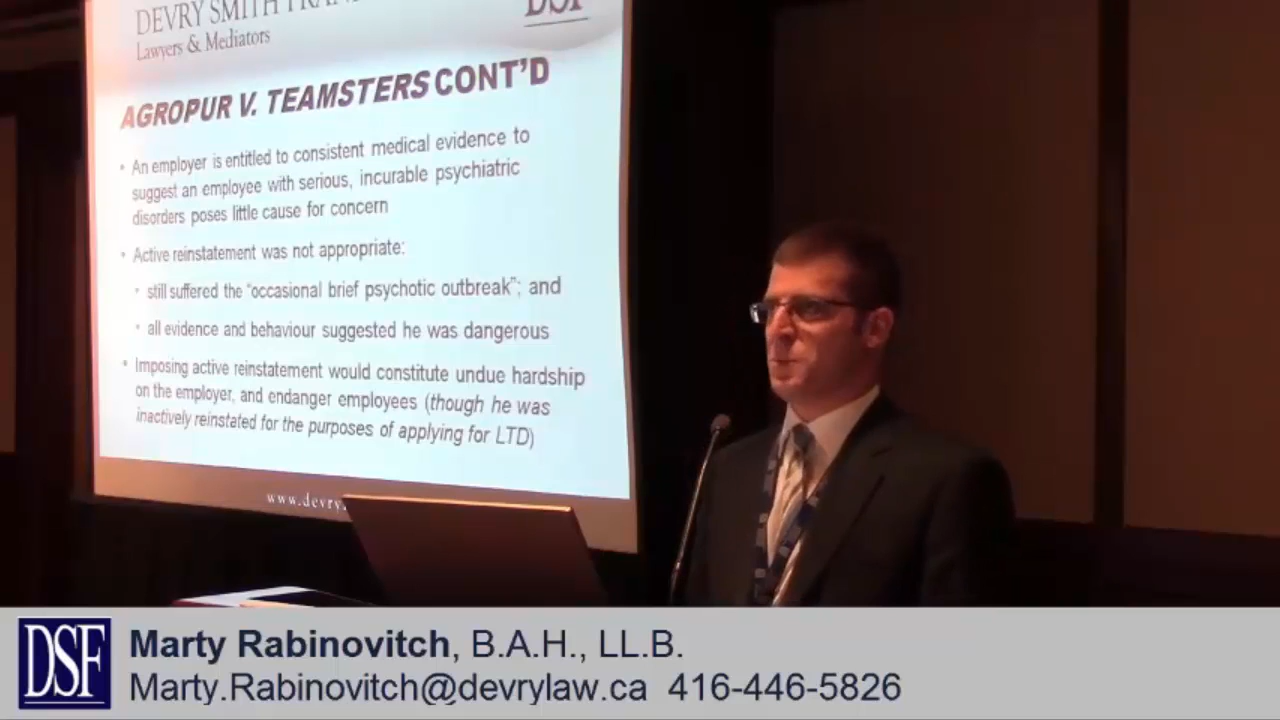 DEVRY SMITH
DSF
Lawyers & Mediators
AGROPUR V. TEAMSTERS CONT'D
• An employer is entitled to consistent medical evidence to
suggest an employee with serious, incurable psychiatric
disorders poses little cause for concern
• Active reinstatement was not appropriate:
• still suffered the "occasional brief psychotic outbreak"; and
• all evidence and behaviour suggested he was dangerous
• Imposing active reinstatement would constitute undue hardship
on the employer, and endanger employees (though he was
inactively reinstated for the purposes of applying for LTD)
www.devry
DSF
Marty Rabinovitch, B.A.H., LL.B.
Marty.Rabinovitch@devrylaw.ca 416-446-5826